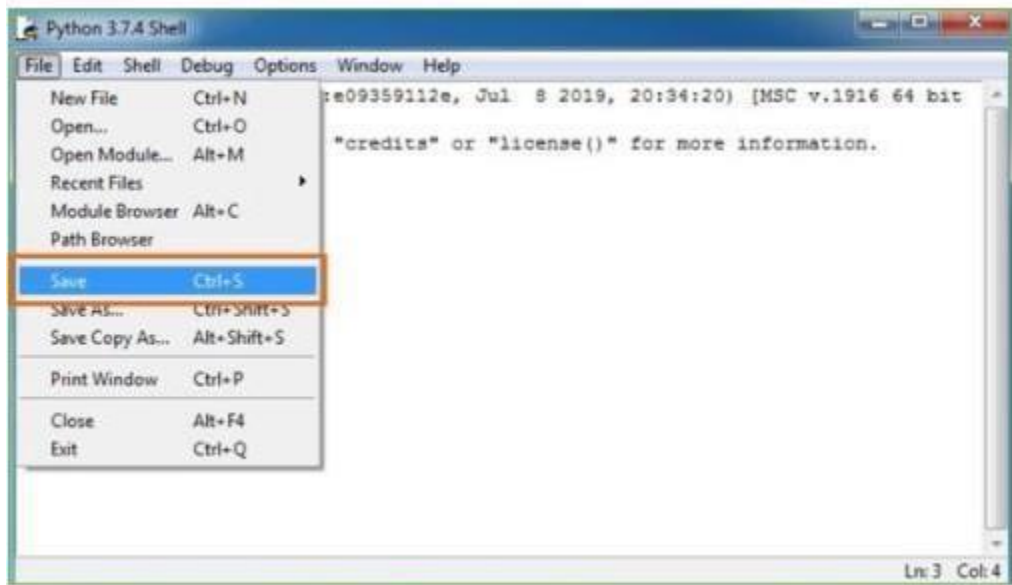 Python 3.7.4 Shell
File Edit Shell Debug Options Window Help
New File Ctrl+N
:e09359112e, Jul 8 2019, 20:34:20) [MSC v.1916 64 bit
Open... Ctrl+O
Open Module... Alt+M
"credits" or "license()" for more information.
Recent Files
Module Browser Alt+C
Path Browser
Save Ctrl+S
Save As... Ctrl+Shift+S
Save Copy As... Alt+Shift+S
Print Window Ctrl+P
Close Alt+F4
Exit Ctrl+Q
Ln: 3 Col: 4